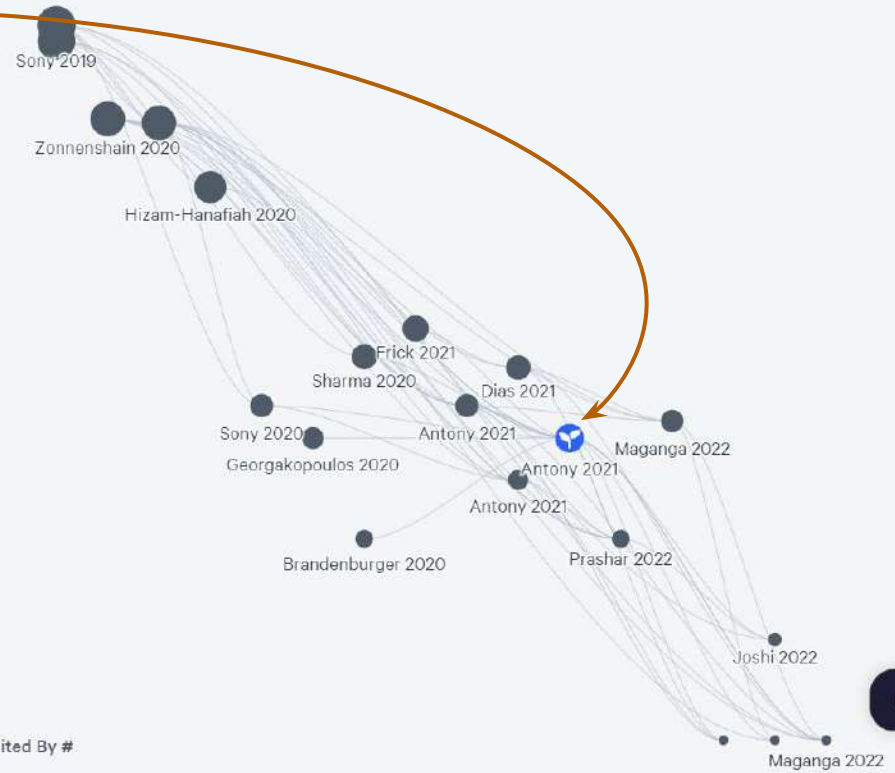 Sony 2019
Zonnenshain 2020
Hizam-Hanafiah 2020
Frick 2021
Sharma 2020
Dias 2021
Sony 2020
Antony 2021
Maganga 2022
Georgakopoulos 2020
Antony 2021
Antony 2021
Brandenburger 2020
Prashar 2022
Joshi 2022
ited By #
Maganga 2022